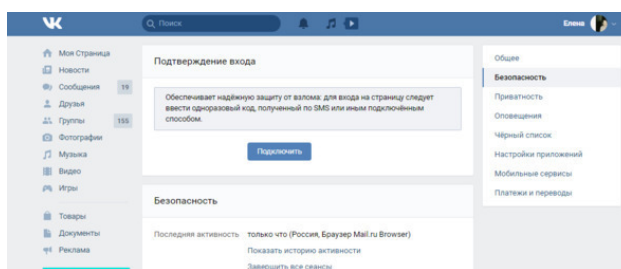 Поиск
Елена
Моя Страница
Новости
Сообщения 19
Друзья
Группы 155
Фотографии
Музыка
Видео
Игры
Товары
Документы
Реклама
Подтверждение входа
Обеспечивает надёжную защиту от взлома: для входа на страницу следует
ввести одноразовый код, полученный по SMS или иным подключённым
способом.
Подключить
Безопасность
Последняя активность только что (Россия, Браузер Mail.ru Browser)
Показать историю активности
Завершить все сеансы
Общее
Безопасность
Приватность
Оповещения
Чёрный список
Настройки приложений
Мобильные сервисы
Платежи и переводы